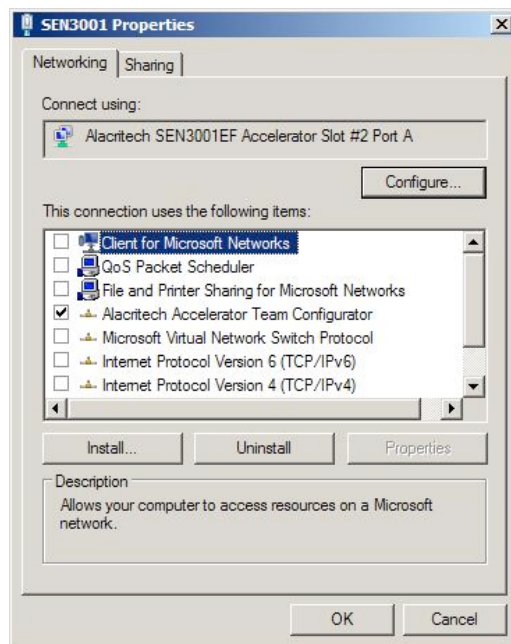 SEN3001 Properties
Networking
Sharing
Connect using:
Alacritech SEN3001EF Accelerator Slot #2 Port A
Configure...
This connection uses the following items:
Client for Microsoft Networks
QoS Packet Scheduler
File and Printer Sharing for Microsoft Networks
Alacritech Accelerator Team Configurator
Microsoft Virtual Network Switch Protocol
Internet Protocol Version 6 (TCP/IPv6)
Internet Protocol Version 4 (TCP/IPv4)
Install...
Uninstall
Properties
Description
Allows your computer to access resources on a Microsoft
network.
OK
Cancel